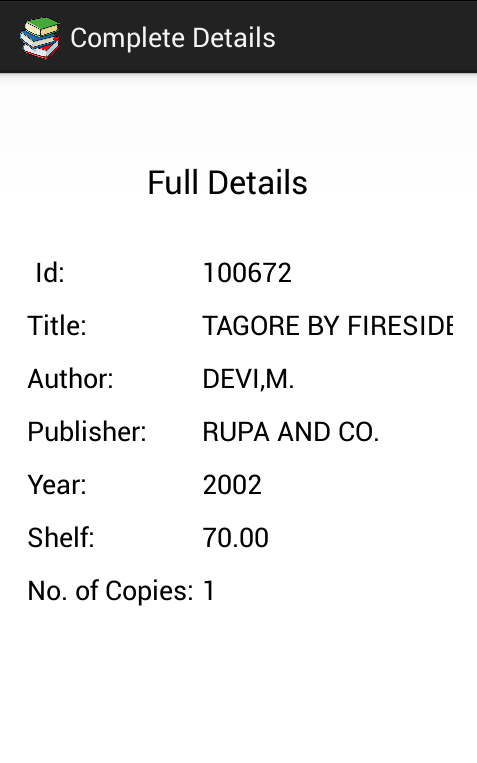 Complete Details
Full Details
Id: 100672
Title: TAGORE BY FIRESIDE
Author: DEVI,M.
Publisher: RUPA AND CO.
Year: 2002
Shelf: 70.00
No. of Copies: 1